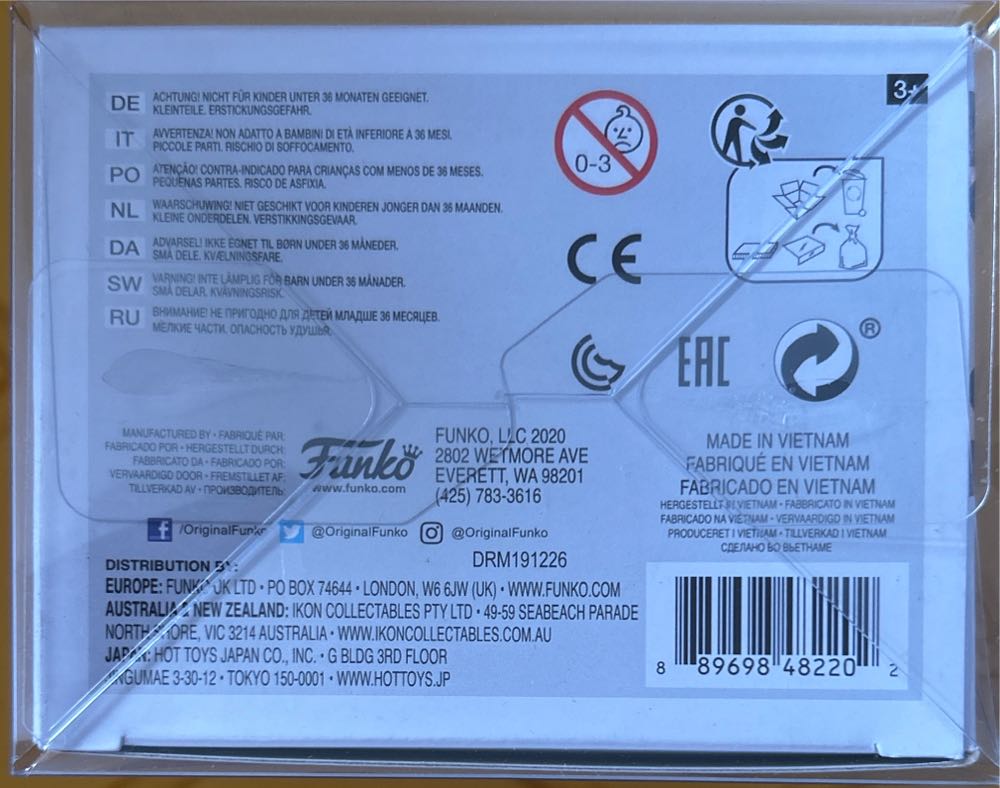 3+
DE ACHTUNG! NICHT FÜR KINDER UNTER 36 MONATEN GEEIGNET.
KLEINTEILE. ERSTICKUNGSGEFAHR.
IT AVVERTENZA! NON ADATTO A BAMBINI DI ETÀ INFERIORE A 36 MESI.
PICCOLE PARTI. RISCHIO DI SOFFOCAMENTO.
PO ATENÇÃO! CONTRA-INDICADO PARA CRIANÇAS COM MENOS DE 36 MESES.
PEQUENAS PARTES. RISCO DE ASFIXIA.
NL WAARSCHUWING! NIET GESCHIKT VOOR KINDEREN JONGER DAN 36 MAANDEN.
KLEINE ONDERDELEN. VERSTIKKINGSGEVAAR.
DA ADVARSEL! IKKE EGNET TIL BØRN UNDER 36 MÅNEDER.
SMÅ DELE. KVÆLNINGSFARE.
SW VARNING! INTE LÄMPLIG FÖR BARN UNDER 36 MÅNADER.
SMÅ DELAR. KVÄVNINGSRISK.
RU ВНИМАНИЕ! НЕ ПРИГОДНО ДЛЯ ДЕТЕЙ МЛАДШЕ 36 МЕСЯЦЕВ.
МЕЛКИЕ ЧАСТИ. ОПАСНОСТЬ УДУШЬЯ.
0-3
CE
EAC
®
MANUFACTURED BY • FABRIQUÉ PAR:
FABRICADO POR • HERGESTELLT DURCH:
FABBRICATO DA • FABRICADO POR:
VERVAARDIGD DOOR • FREMSTILLET AF:
TILLVERKAD AV • ПРОИЗВОДИТЕЛЬ:
Funko
www.funko.com
FUNKO, LLC 2020
2802 WETMORE AVE
EVERETT, WA 98201
(425) 783-3616
MADE IN VIETNAM
FABRIQUÉ EN VIETNAM
FABRICADO EN VIETNAM
HERGESTELLT IN VIETNAM • FABBRICATO IN VIETNAM
FABRICADO NA VIETNAM • VERVAARDIGD IN VIETNAM
PRODUCERET I VIETNAM • TILLVERKAD I VIETNAM
СДЕЛАНО ВО ВЬЕТНАМЕ
/OriginalFunko @OriginalFunko @OriginalFunko
DRM191226
DISTRIBUTION BY:
EUROPE: FUNKO UK LTD • PO BOX 74644 • LONDON, W6 6JW (UK) • WWW.FUNKO.COM
AUSTRALIA & NEW ZEALAND: IKON COLLECTABLES PTY LTD • 49-59 SEABEACH PARADE
NORTH SHORE, VIC 3214 AUSTRALIA • WWW.IKONCOLLECTABLES.COM.AU
JAPAN: HOT TOYS JAPAN CO., INC. • G BLDG 3RD FLOOR
JINGUMAE 3-30-12 • TOKYO 150-0001 • WWW.HOTTOYS.JP
8 89698 48220 2